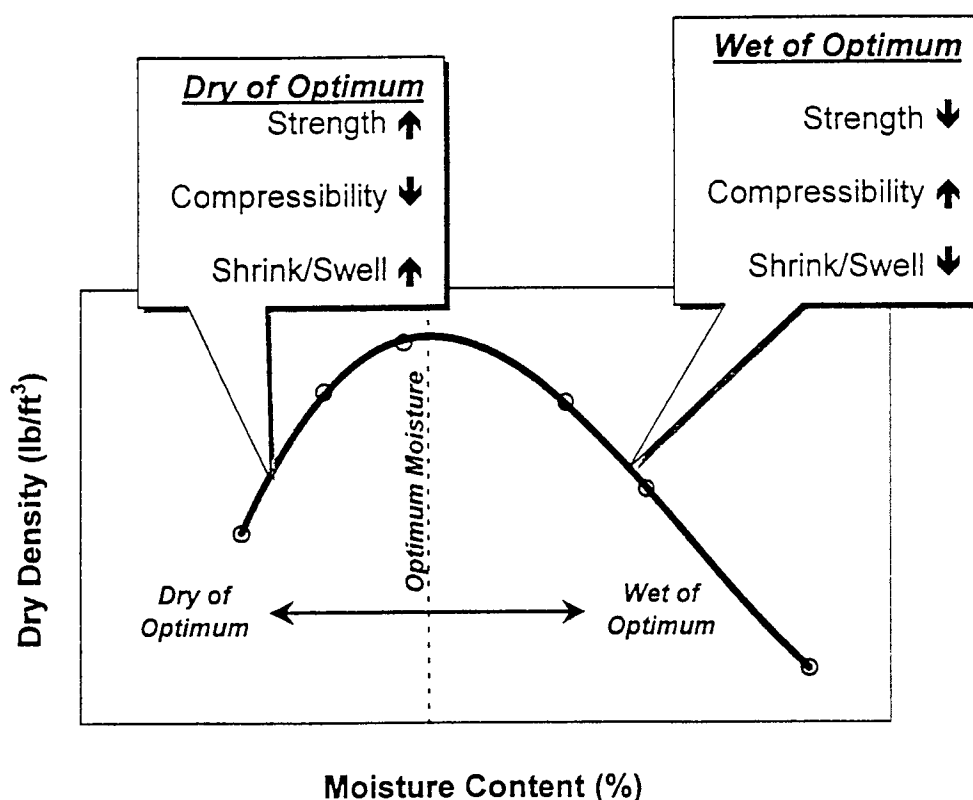 Dry of Optimum
Strength ↑
Compressibility ↓
Shrink/Swell ↑
Wet of Optimum
Strength ↓
Compressibility ↑
Shrink/Swell ↓
Dry Density (lb/ft³)
Optimum Moisture
Dry of
Optimum
Wet of
Optimum
Moisture Content (%)